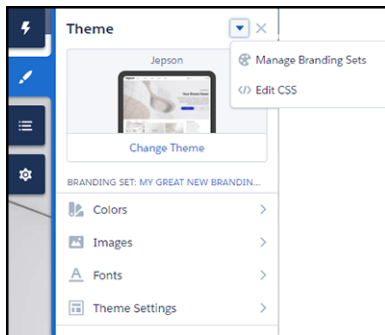 Theme
Manage Branding Sets
Edit CSS
Jepson
Change Theme
BRANDING SET: MY GREAT NEW BRANDIN...
Colors
Images
Fonts
Theme Settings